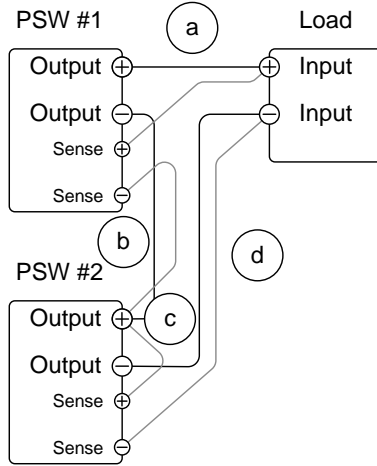 PSW #1
a
Load
Output +
+ Input
Output −
− Input
Sense +
Sense −
b
d
PSW #2
Output +
c
Output −
Sense +
Sense −